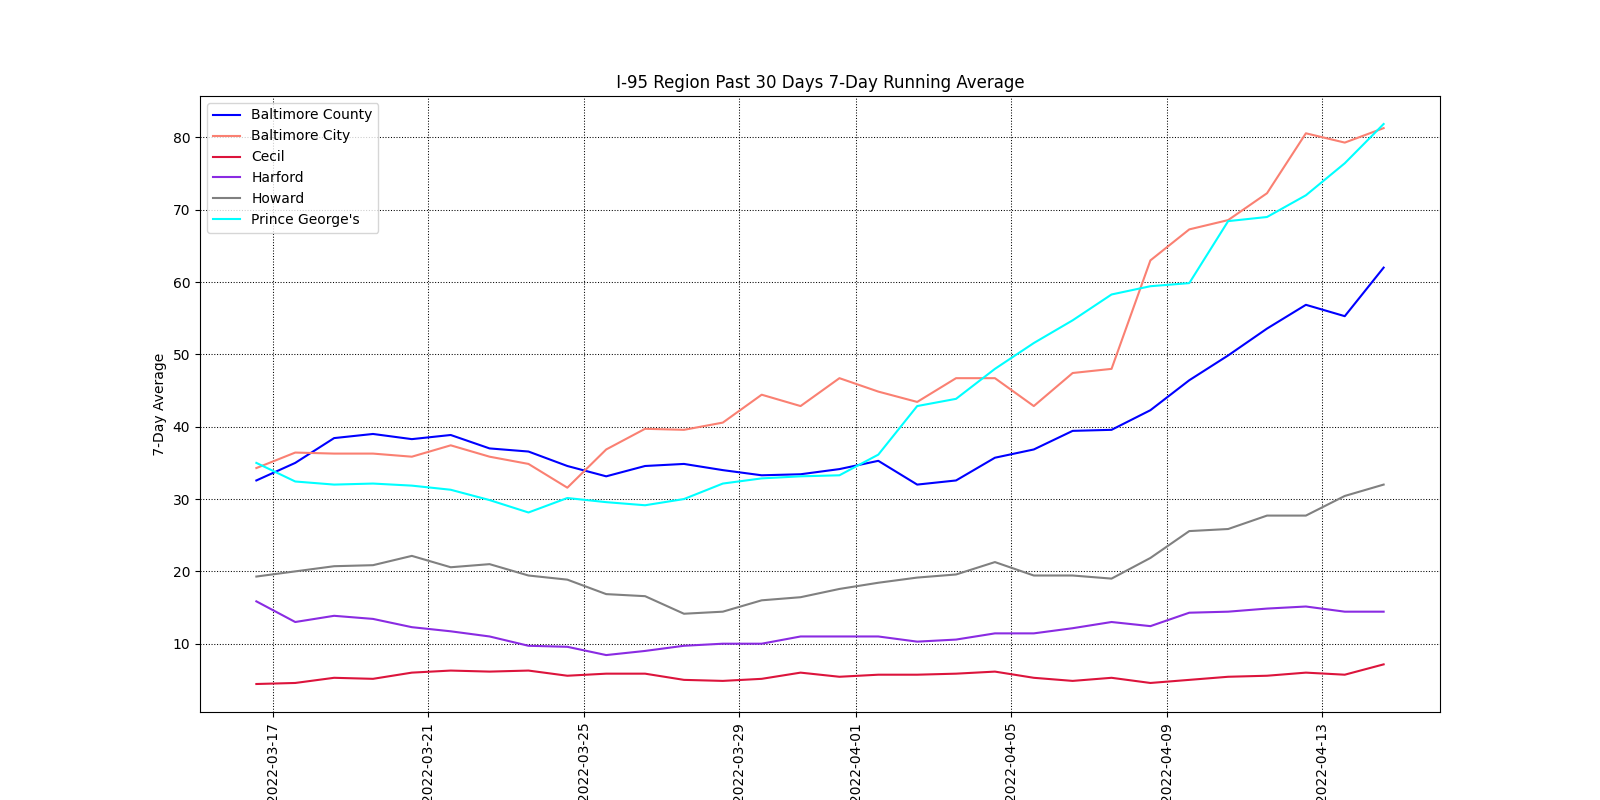 I-95 Region Past 30 Days 7-Day Running Average
Baltimore County
Baltimore City
Cecil
Harford
Howard
Prince George's
7-Day Average
80
70
60
50
40
30
20
10
2022-03-17
2022-03-21
2022-03-25
2022-03-29
2022-04-01
2022-04-05
2022-04-09
2022-04-13